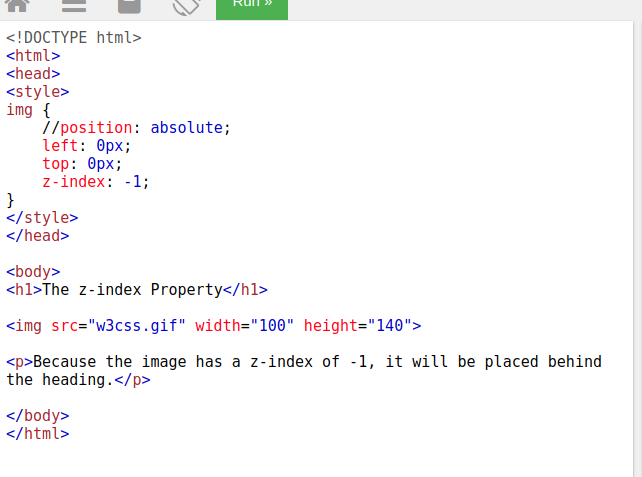 Run »
<!DOCTYPE html>
<html>
<head>
<style>
img {
    //position: absolute;
    left: 0px;
    top: 0px;
    z-index: -1;
}
</style>
</head>

<body>
<h1>The z-index Property</h1>

<img src="w3css.gif" width="100" height="140">

<p>Because the image has a z-index of -1, it will be placed behind
the heading.</p>

</body>
</html>